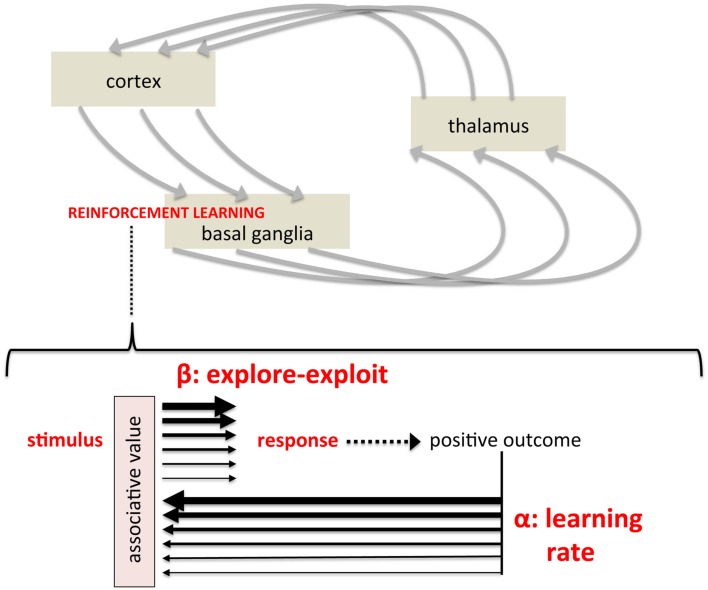 cortex
thalamus
REINFORCEMENT LEARNING
basal ganglia
β: explore-exploit
stimulus
associative value
response
positive outcome
α: learning
rate